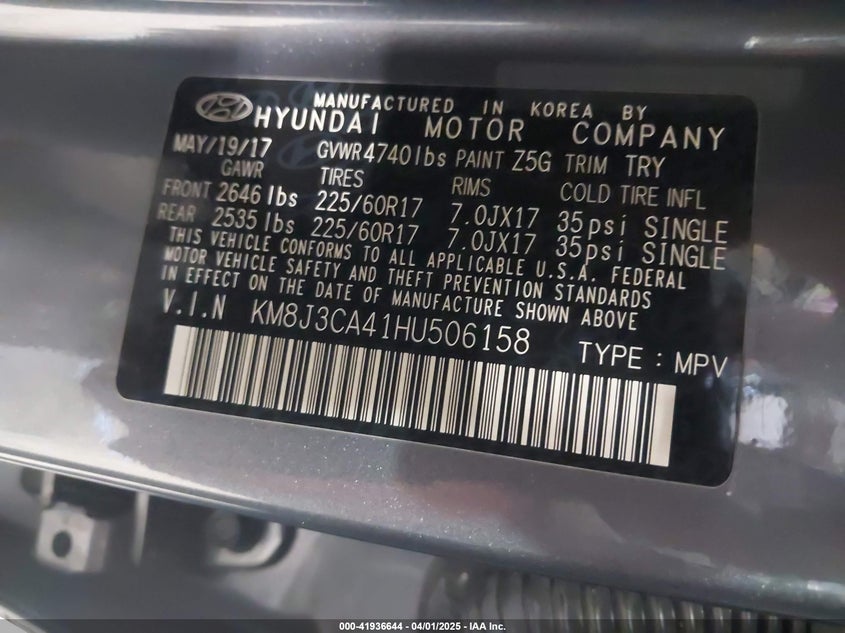 MANUFACTURED IN KOREA BY
HYUNDAI MOTOR COMPANY
MAY/19/17 GVWR 4740lbs PAINT Z5G TRIM TRY
GAWR TIRES RIMS COLD TIRE INFL
FRONT 2646 lbs 225/60R17 7.0JX17 35psi SINGLE
REAR 2535 lbs 225/60R17 7.0JX17 35psi SINGLE
THIS VEHICLE CONFORMS TO ALL APPLICABLE U.S.A. FEDERAL
MOTOR VEHICLE SAFETY AND THEFT PREVENTION STANDARDS
IN EFFECT ON THE DATE OF MANUFACTURE SHOWN ABOVE
V.I.N KM8J3CA41HU506158 TYPE : MPV
000-41936644 / 04/01/2025 - IAA Inc.